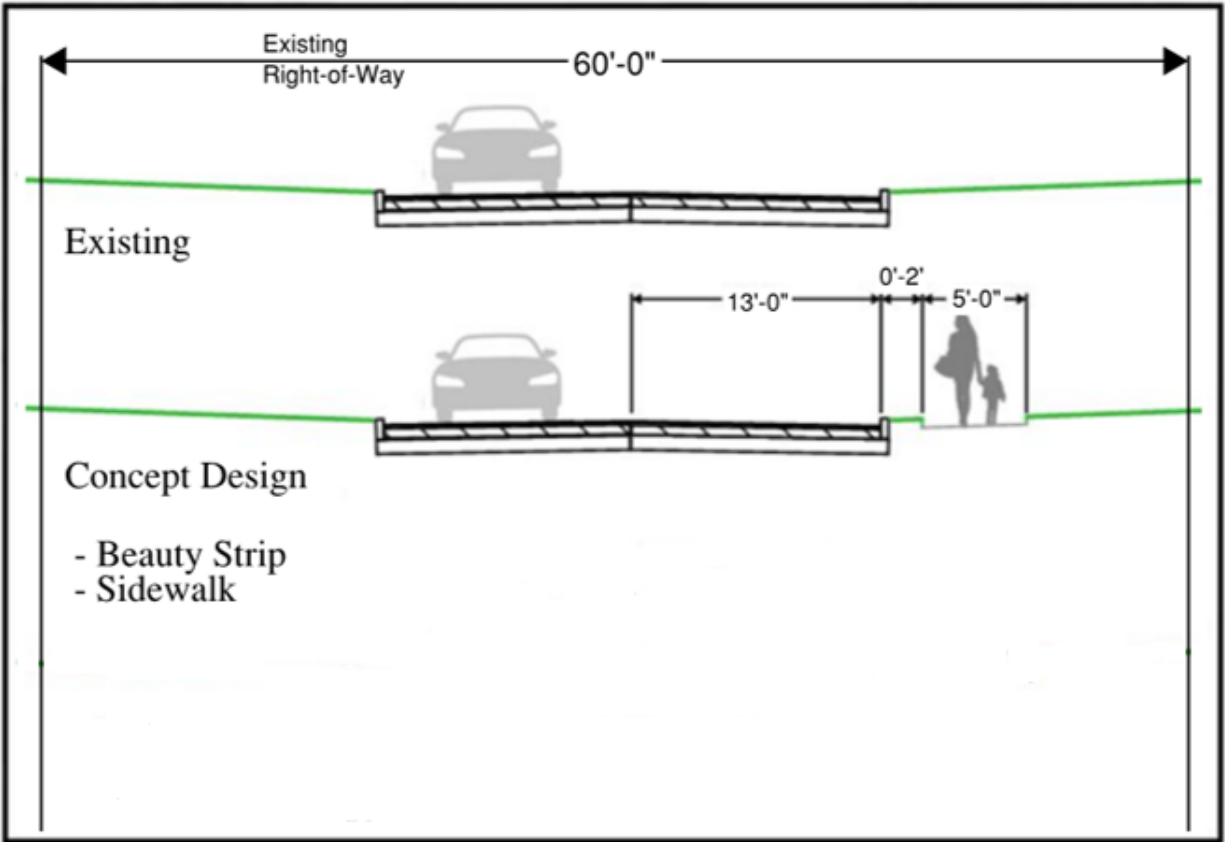 Existing
Right-of-Way
60'-0"
Existing
0'-2'
13'-0"
5'-0"
Concept Design
- Beauty Strip
- Sidewalk